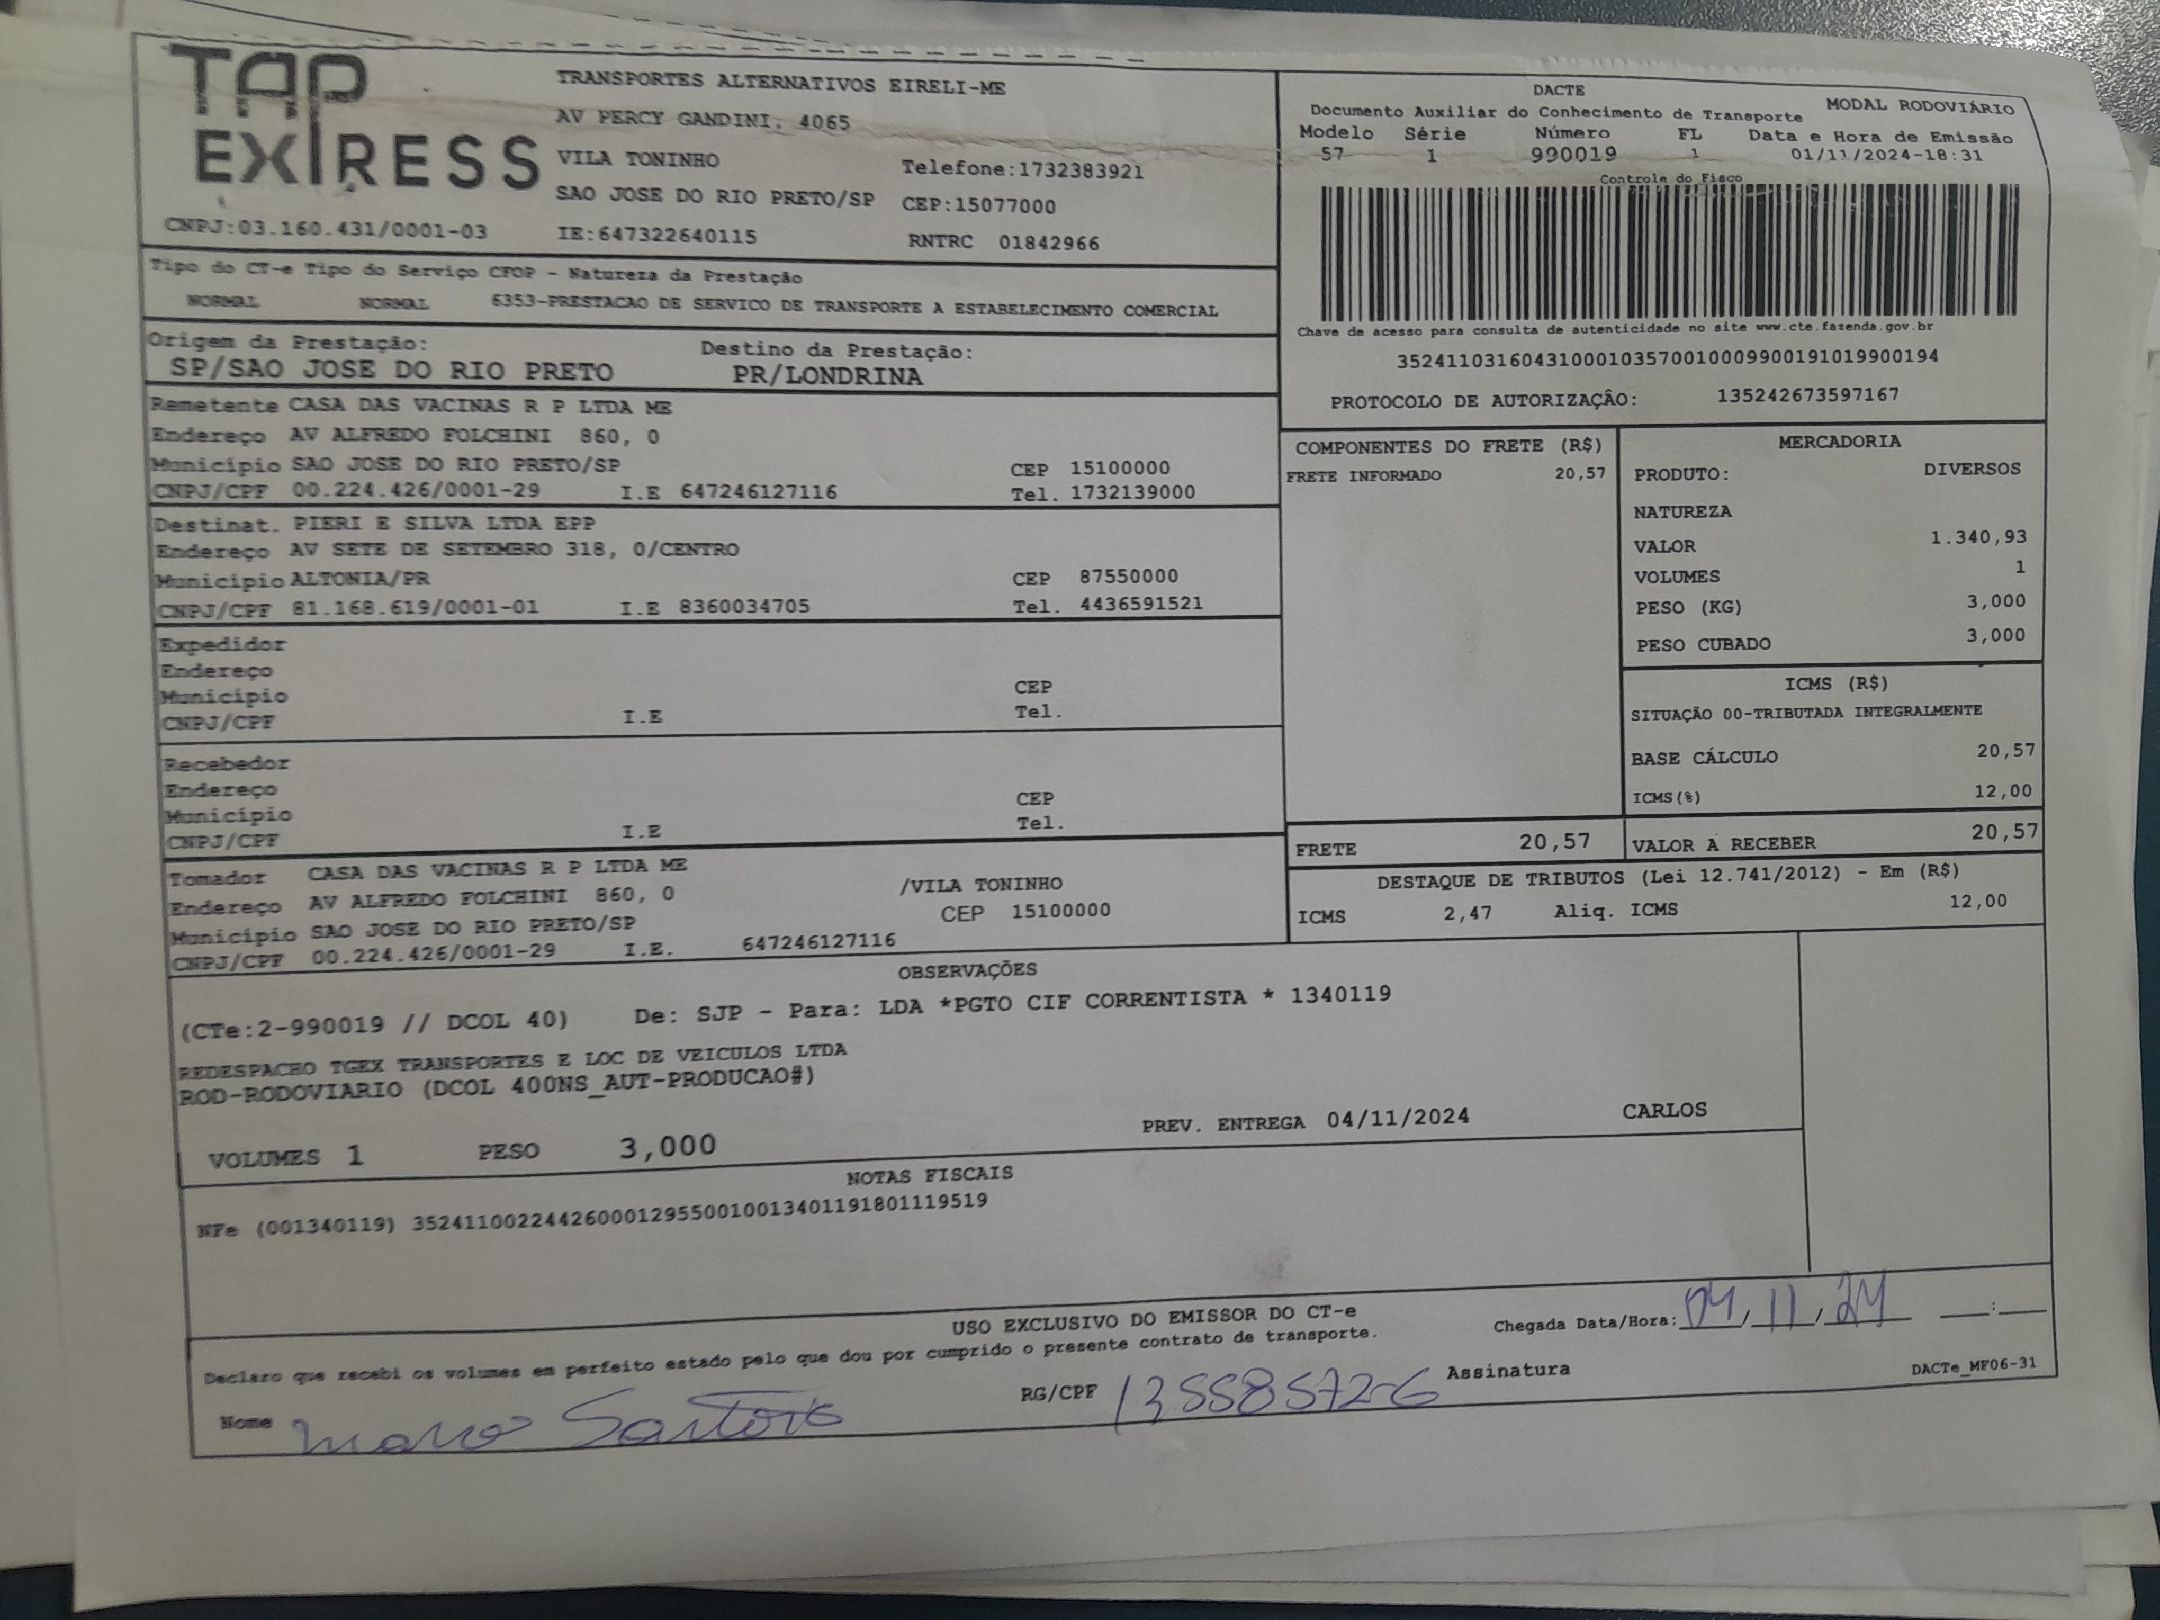 TAP
EXPRESS
TRANSPORTES ALTERNATIVOS EIRELI-ME
AV PERCY GANDINI, 4065
VILA TONINHO Telefone:1732383921
SAO JOSE DO RIO PRETO/SP CEP:15077000
CNPJ:03.160.431/0001-03 IE:647322640115 RNTRC 01842966
DACTE
Documento Auxiliar do Conhecimento de Transporte MODAL RODOVIÁRIO
Modelo Série Número FL Data e Hora de Emissão
57 1 990019 1 01/11/2024-18:31
Controle do Fisco
Chave de acesso para consulta de autenticidade no site www.cte.fazenda.gov.br
35241103160431000103570010009900191019900194
PROTOCOLO DE AUTORIZAÇÂO: 135242673597167
Tipo do CT-e Tipo do Serviço CFOP - Natureza da Prestação
NORMAL NORMAL 6353-PRESTACAO DE SERVICO DE TRANSPORTE A ESTABELECIMENTO COMERCIAL
Origem da Prestação: Destino da Prestação:
SP/SAO JOSE DO RIO PRETO PR/LONDRINA
Remetente CASA DAS VACINAS R P LTDA ME
Endereço AV ALFREDO FOLCHINI 860, 0
Município SAO JOSE DO RIO PRETO/SP CEP 15100000
CNPJ/CPF 00.224.426/0001-29 I.E 647246127116 Tel. 1732139000
Destinat. PIERI E SILVA LTDA EPP
Endereço AV SETE DE SETEMBRO 318, 0/CENTRO
Município ALTONIA/PR CEP 87550000
CNPJ/CPF 81.168.619/0001-01 I.E 8360034705 Tel. 4436591521
Expedidor
Endereço
Município CEP
CNPJ/CPF I.E Tel.
Recebedor
Endereço
Município CEP
CNPJ/CPF I.E Tel.
Tomador CASA DAS VACINAS R P LTDA ME
Endereço AV ALFREDO FOLCHINI 860, 0 /VILA TONINHO
Município SAO JOSE DO RIO PRETO/SP CEP 15100000
CNPJ/CPF 00.224.426/0001-29 I.E. 647246127116
COMPONENTES DO FRETE (R$)
FRETE INFORMADO 20,57
MERCADORIA
PRODUTO: DIVERSOS
NATUREZA
VALOR 1.340,93
VOLUMES 1
PESO (KG) 3,000
PESO CUBADO 3,000
ICMS (R$)
SITUAÇÃO 00-TRIBUTADA INTEGRALMENTE
BASE CÁLCULO 20,57
ICMS(%) 12,00
FRETE 20,57 VALOR A RECEBER 20,57
DESTAQUE DE TRIBUTOS (Lei 12.741/2012) - Em (R$)
ICMS 2,47 Aliq. ICMS 12,00
OBSERVAÇÕES
(CTe:2-990019 // DCOL 40) De: SJP - Para: LDA *PGTO CIF CORRENTISTA * 1340119
REDESPACHO TGEX TRANSPORTES E LOC DE VEICULOS LTDA
ROD-RODOVIARIO (DCOL 400NS_AUT-PRODUCAO#)
PREV. ENTREGA 04/11/2024 CARLOS
VOLUMES 1 PESO 3,000
NOTAS FISCAIS
NFe (001340119) 35241100224426000129550010013401191801119519
USO EXCLUSIVO DO EMISSOR DO CT-e
Chegada Data/Hora: 04/11/24 __:__
Declaro que recebi os volumes em perfeito estado pelo que dou por cumprido o presente contrato de transporte.
DACTe_MF06-31
Nome RG/CPF 13558572-6 Assinatura